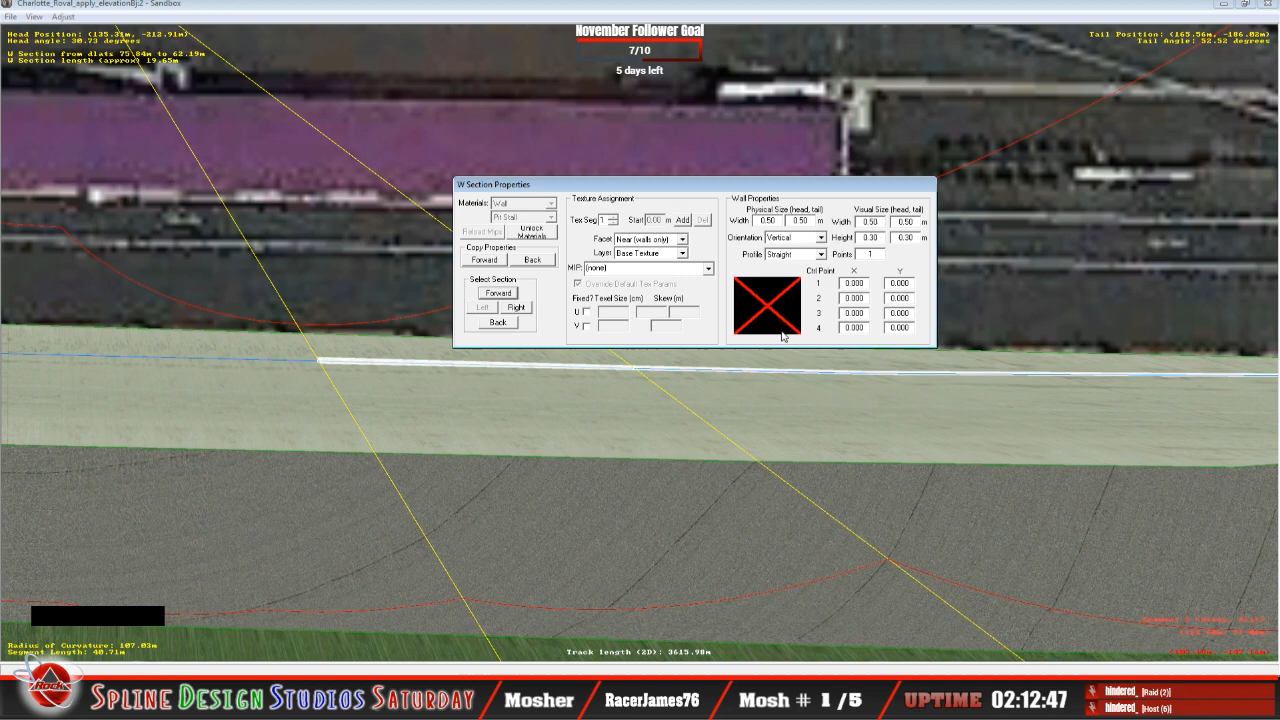 Charlotte_Roval_apply_elevationBj:2 - Sandbox
File View Adjust
Head Position: (135.31m, -212.91m)
Head angle: 30.73 degrees
W Section from dlats 75.84m to 62.19m
W Section length (approx) 19.65m
November Follower Goal
7/10
5 days left
Tail Position: (165.56m, -186.02m)
Tail Angle: 52.52 degrees
W Section Properties
Materials: Wall
Pit Stall
Reload Mips Unlock Materials
Copy Properties
Forward Back
Select Section
Forward
Left Right
Back
Texture Assignment
Tex Seg 1 Start 0.00 m Add Del
Facet Near (walls only)
Layer Base Texture
MIP: (none)
Override Default Tex Params
Fixed? Texel Size (cm) Skew (m)
U
V
Wall Properties
Physical Size (head, tail) Visual Size (head, tail)
Width 0.50 0.50 m Width 0.50 0.50 m
Orientation Vertical Height 0.30 0.30 m
Profile Straight Points 1
Ctrl Point X Y
1 0.000 0.000
2 0.000 0.000
3 0.000 0.000
4 0.000 0.000
Radius of Curvature: 107.03m
Segment Length: 40.71m
Track length (2D): 3615.98m
Rock
Spline Design Studios Saturday
Mosher
RacerJames76
Mosh # 1/5
UPTIME 02:12:47
hindered_ [Raid (2)]
hindered_ [Host (6)]